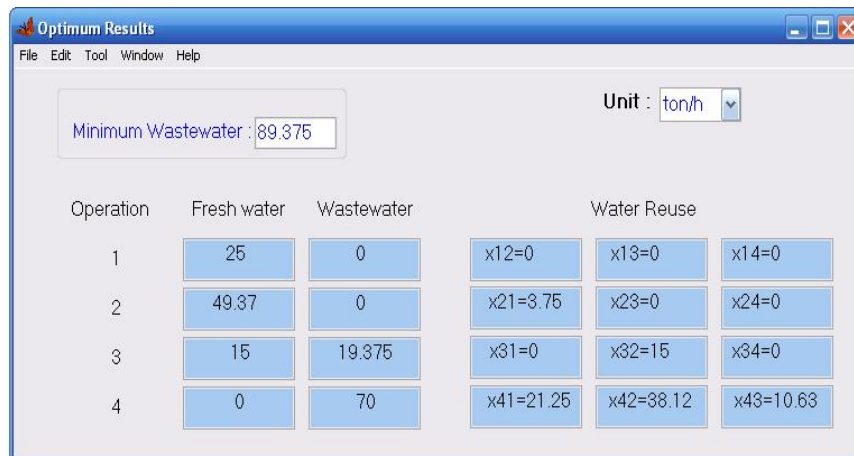 Optimum Results
File Edit Tool Window Help
Unit : ton/h
Minimum Wastewater : 89.375
Operation Fresh water Wastewater Water Reuse
1 25 0 x12=0 x13=0 x14=0
2 49.37 0 x21=3.75 x23=0 x24=0
3 15 19.375 x31=0 x32=15 x34=0
4 0 70 x41=21.25 x42=38.12 x43=10.63